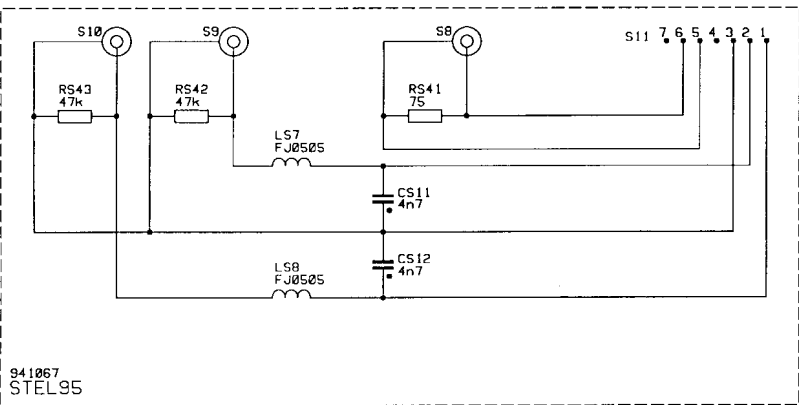 S10
S9
S8
S11 7 6 5 4 3 2 1
RS43
47k
RS42
47k
RS41
75
LS7
FJ0505
CS11
4n7
CS12
4n7
LS8
FJ0505
941067
STEL95